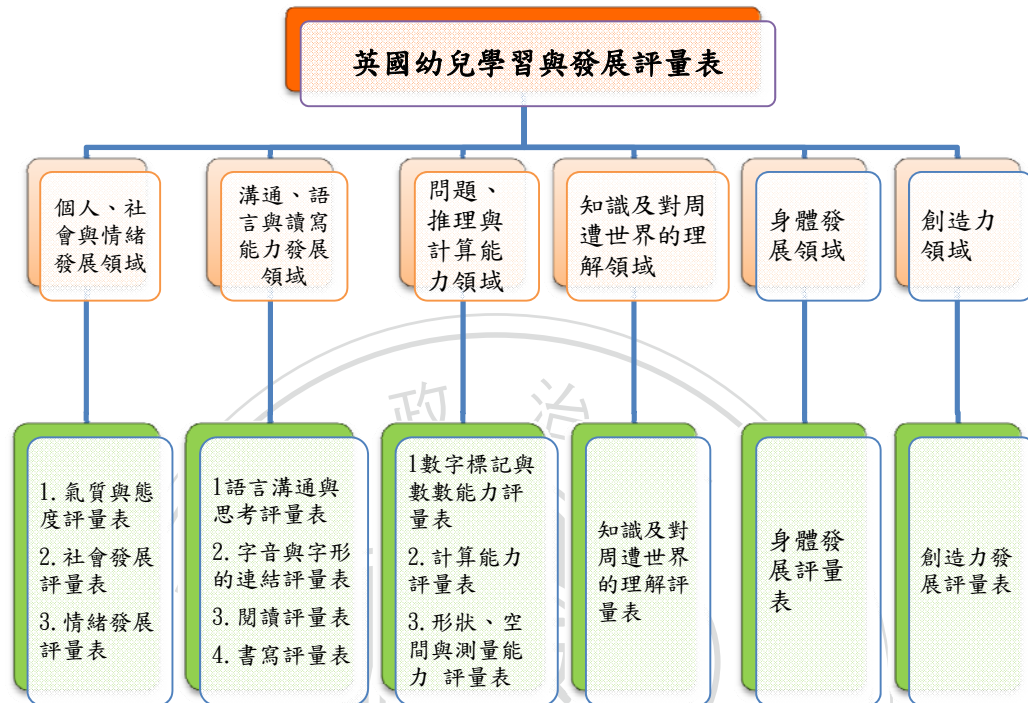 英國幼兒學習與發展評量表
個人、社
會與情緒
發展領域
溝通、語
言與讀寫
能力發展
領域
問題、
推理與
計算能
力領域
知識及對周
遭世界的理
解領域
身體發
展領域
創造力
領域
1.氣質與態
度評量表
2.社會發展
評量表
3.情緒發展
評量表
1語言溝通與
思考評量表
2.字音與字形
的連結評量表
3.閱讀評量表
4.書寫評量表
1數字標記與
數數能力評
量表
2.計算能力
評量表
3.形狀、空
間與測量能
力 評量表
知識及對
周遭世界
的理解評
量表
身體發
展評量
表
創造力發
展評量表
政 治